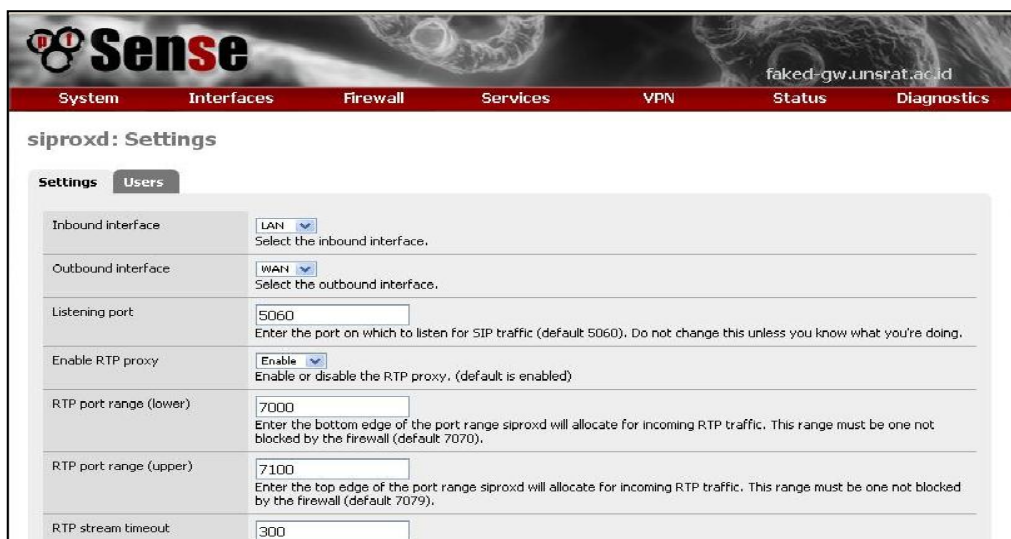 pf Sense
faked-gw.unsrat.ac.id
System Interfaces Firewall Services VPN Status Diagnostics
siproxd: Settings
Settings Users
Inbound interface
LAN
Select the inbound interface.
Outbound interface
WAN
Select the outbound interface.
Listening port
5060
Enter the port on which to listen for SIP traffic (default 5060). Do not change this unless you know what you're doing.
Enable RTP proxy
Enable
Enable or disable the RTP proxy. (default is enabled)
RTP port range (lower)
7000
Enter the bottom edge of the port range siproxd will allocate for incoming RTP traffic. This range must be one not
blocked by the firewall (default 7070).
RTP port range (upper)
7100
Enter the top edge of the port range siproxd will allocate for incoming RTP traffic. This range must be one not blocked
by the firewall (default 7079).
RTP stream timeout
300